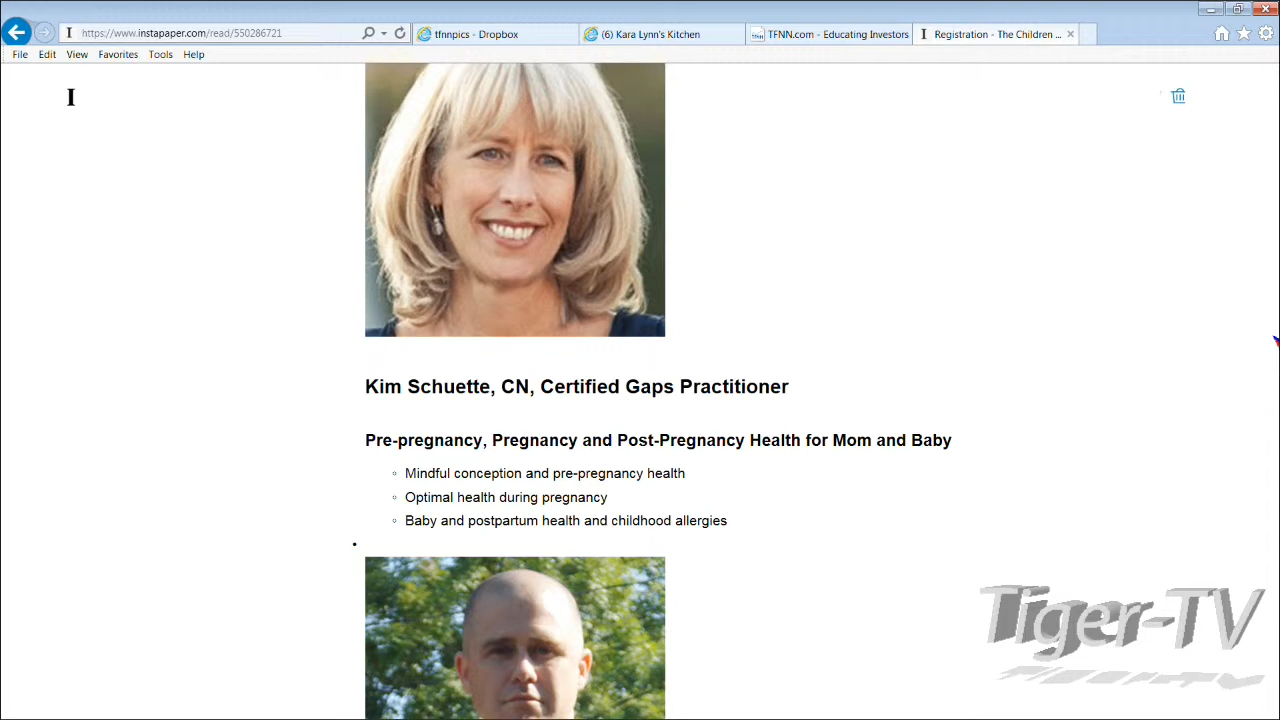 https://www.instapaper.com/read/550286721
tfnnpics - Dropbox
(6) Kara Lynn's Kitchen
TFNN.com - Educating Investors
Registration - The Children ...
File Edit View Favorites Tools Help
I
Kim Schuette, CN, Certified Gaps Practitioner
Pre-pregnancy, Pregnancy and Post-Pregnancy Health for Mom and Baby
Mindful conception and pre-pregnancy health
Optimal health during pregnancy
Baby and postpartum health and childhood allergies
Tiger-TV